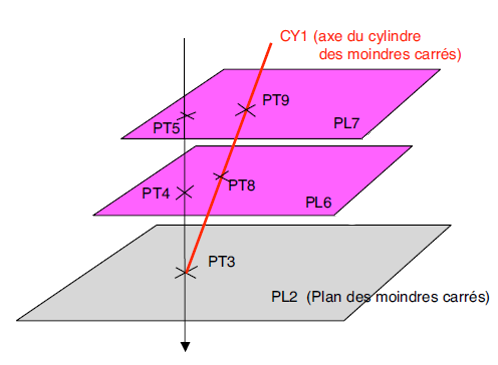 CY1 (axe du cylindre
des moindres carrés)
PT9
PT5
PL7
PT8
PT4
PL6
PT3
PL2 (Plan des moindres carrés)